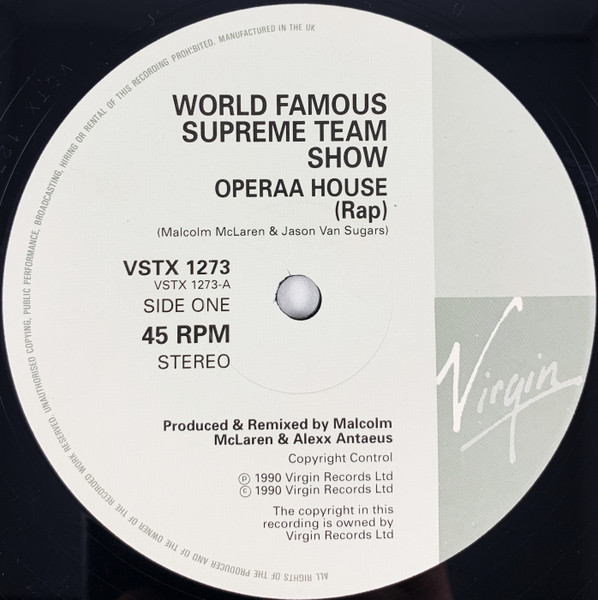 WORLD FAMOUS
SUPREME TEAM
SHOW
OPERAA HOUSE
(Rap)
(Malcolm McLaren & Jason Van Sugars)
VSTX 1273
VSTX 1273-A
SIDE ONE
45 RPM
STEREO
Virgin
Produced & Remixed by Malcolm
McLaren & Alexx Antaeus
Copyright Control
Ⓟ 1990 Virgin Records Ltd
© 1990 Virgin Records Ltd
The copyright in this
recording is owned by
Virgin Records Ltd
ALL RIGHTS OF THE PRODUCER AND OF THE OWNER OF THE RECORDED WORK RESERVED. UNAUTHORISED COPYING, PUBLIC PERFORMANCE, BROADCASTING, HIRING OR RENTAL OF THIS RECORDING PROHIBITED. MANUFACTURED IN THE UK